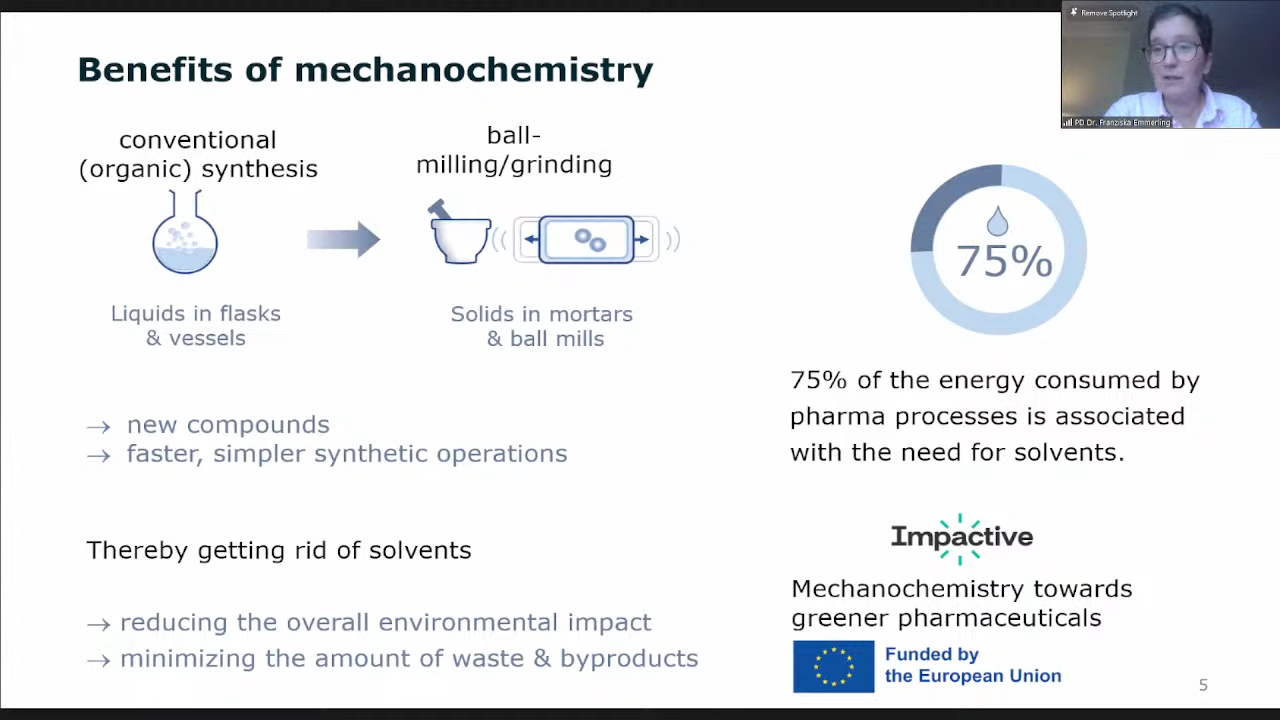 Remove Spotlight
PD Dr. Franziska Emmerling
Benefits of mechanochemistry
conventional
(organic) synthesis
ball-
milling/grinding
Liquids in flasks
& vessels
Solids in mortars
& ball mills
→ new compounds
→ faster, simpler synthetic operations
Thereby getting rid of solvents
→ reducing the overall environmental impact
→ minimizing the amount of waste & byproducts
75%
75% of the energy consumed by
pharma processes is associated
with the need for solvents.
Impactive
Mechanochemistry towards
greener pharmaceuticals
Funded by
the European Union
5